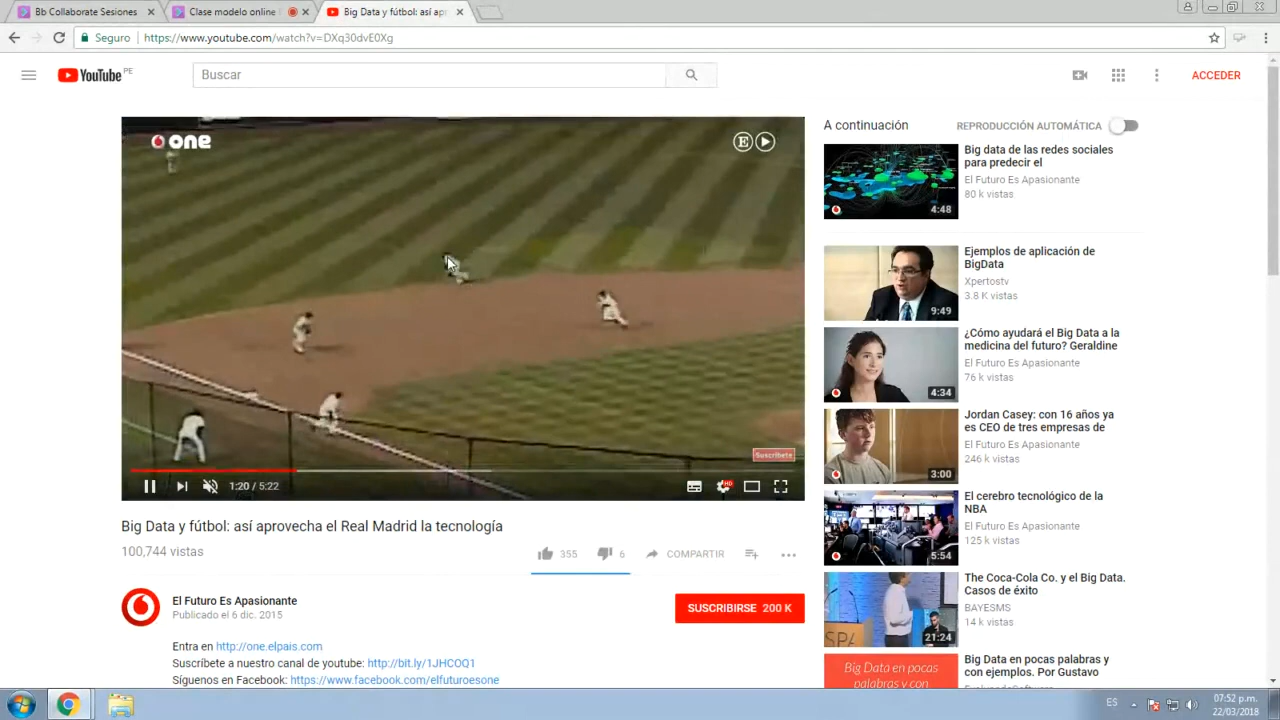 Bb Collaborate Sesiones
Clase modelo online
Big Data y fútbol: así ap
Seguro
https://www.youtube.com/watch?v=DXq30dvE0Xg
YouTube PE
Buscar
ACCEDER
one
E
Suscríbete
1:20 / 5:22
HD
Big Data y fútbol: así aprovecha el Real Madrid la tecnología
100,744 vistas
355
6
COMPARTIR
El Futuro Es Apasionante
Publicado el 6 dic. 2015
SUSCRIBIRSE 200 K
Entra en http://one.elpais.com
Suscríbete a nuestro canal de youtube: http://bit.ly/1JHCOQ1
Síguenos en Facebook: https://www.facebook.com/elfuturoesone
A continuación
REPRODUCCIÓN AUTOMÁTICA
Big data de las redes sociales
para predecir el
El Futuro Es Apasionante
80 k vistas
4:48
Ejemplos de aplicación de
BigData
Xpertostv
3.8 K vistas
9:49
¿Cómo ayudará el Big Data a la
medicina del futuro? Geraldine
El Futuro Es Apasionante
76 k vistas
4:34
Jordan Casey: con 16 años ya
es CEO de tres empresas de
El Futuro Es Apasionante
246 k vistas
3:00
El cerebro tecnológico de la
NBA
El Futuro Es Apasionante
125 k vistas
5:54
The Coca-Cola Co. y el Big Data.
Casos de éxito
BAYESMS
14 k vistas
21:24
Big Data en pocas palabras y
con ejemplos. Por Gustavo
Big Data en pocas
palabras y con
ES
07:52 p.m.
22/03/2018